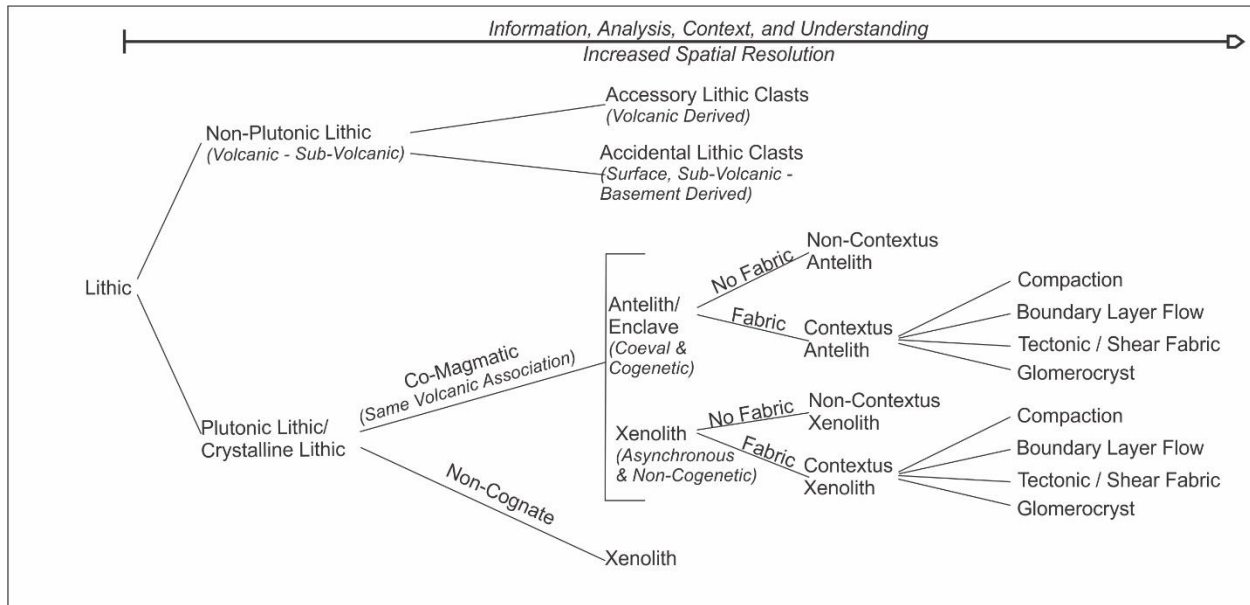 Information, Analysis, Context, and Understanding
Increased Spatial Resolution
Accessory Lithic Clasts
(Volcanic Derived)
Non-Plutonic Lithic
(Volcanic - Sub-Volcanic)
Accidental Lithic Clasts
(Surface, Sub-Volcanic -
Basement Derived)
Lithic
Plutonic Lithic/
Crystalline Lithic
Co-Magmatic
(Same Volcanic Association)
Non-Cognate
Antelith/
Enclave
(Coeval &
Cogenetic)
No Fabric
Non-Contextus
Antelith
Fabric
Contextus
Antelith
Compaction
Boundary Layer Flow
Tectonic / Shear Fabric
Glomerocryst
Xenolith
(Asynchronous
& Non-Cogenetic)
No Fabric
Non-Contextus
Xenolith
Fabric
Contextus
Xenolith
Compaction
Boundary Layer Flow
Tectonic / Shear Fabric
Glomerocryst
Xenolith